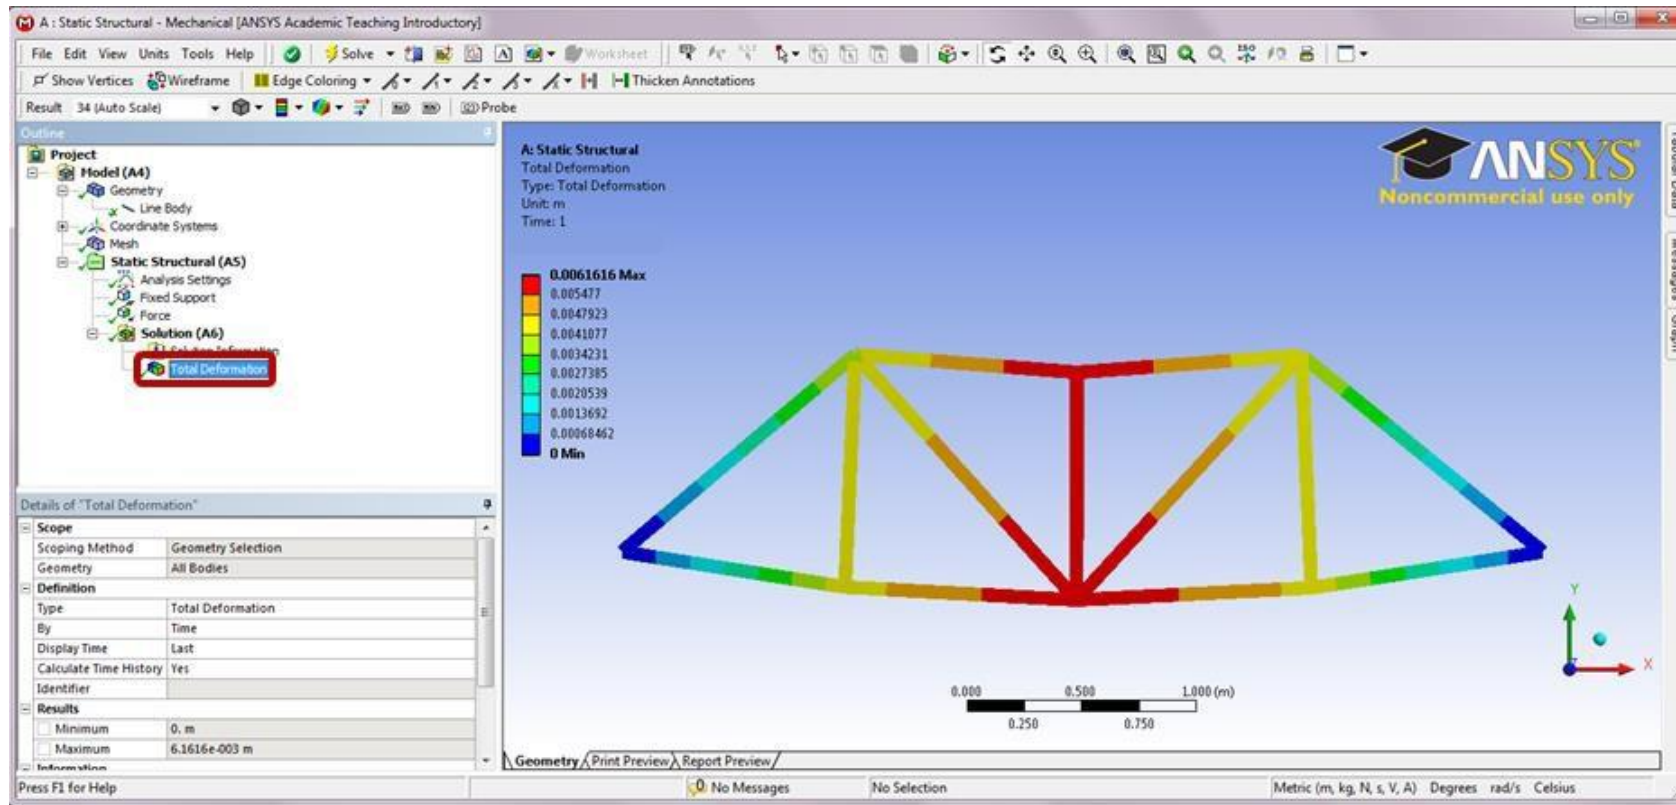 A : Static Structural - Mechanical [ANSYS Academic Teaching Introductory]
File Edit View Units Tools Help Solve Worksheet
Show Vertices Wireframe Edge Coloring Thicken Annotations
Result 34 (Auto Scale) Probe
Outline
Project
Model (A4)
Geometry
Line Body
Coordinate Systems
Mesh
Static Structural (A5)
Analysis Settings
Fixed Support
Force
Solution (A6)
Solution Information
Total Deformation
Details of "Total Deformation"
Scope
Scoping Method Geometry Selection
Geometry All Bodies
Definition
Type Total Deformation
By Time
Display Time Last
Calculate Time History Yes
Identifier
Results
Minimum 0. m
Maximum 6.1616e-003 m
Information
A: Static Structural
Total Deformation
Type: Total Deformation
Unit: m
Time: 1
0.0061616 Max
0.005477
0.0047923
0.0041077
0.0034231
0.0027385
0.0020539
0.0013692
0.00068462
0 Min
ANSYS
Noncommercial use only
Y
X
Z
0.000 0.500 1.000 (m)
0.250 0.750
Geometry Print Preview Report Preview
Messages
Graph
Press F1 for Help 0 No Messages No Selection Metric (m, kg, N, s, V, A) Degrees rad/s Celsius